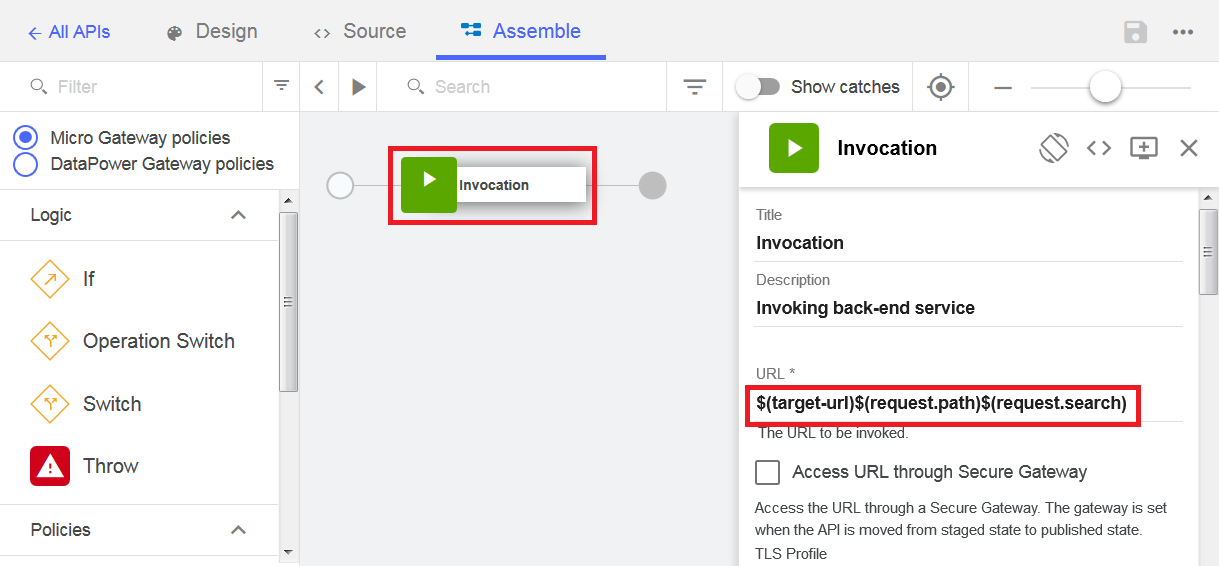 All APIs
Design
Source
Assemble
Filter
Search
Show catches
Micro Gateway policies
DataPower Gateway policies
Logic
If
Operation Switch
Switch
Throw
Policies
Invocation
Invocation
Title
Invocation
Description
Invoking back-end service
URL *
$(target-url)$(request.path)$(request.search)
The URL to be invoked.
Access URL through Secure Gateway
Access the URL through a Secure Gateway. The gateway is set
when the API is moved from staged state to published state.
TLS Profile